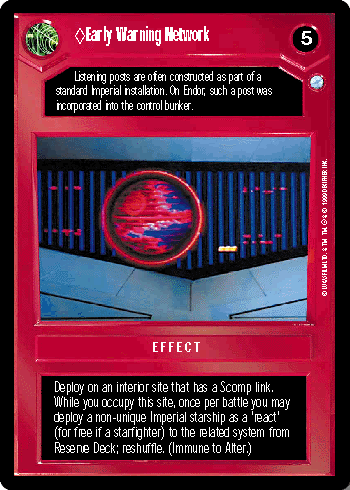 ◊Early Warning Network
5
Listening posts are often constructed as part of a
standard Imperial installation. On Endor, such a post was
incorporated into the control bunker.
EFFECT
Deploy on an interior site that has a Scomp link.
While you occupy this site, once per battle you may
deploy a non-unique Imperial starship as a 'react'
(for free if a starfighter) to the related system from
Reserve Deck; reshuffle. (Immune to Alter.)